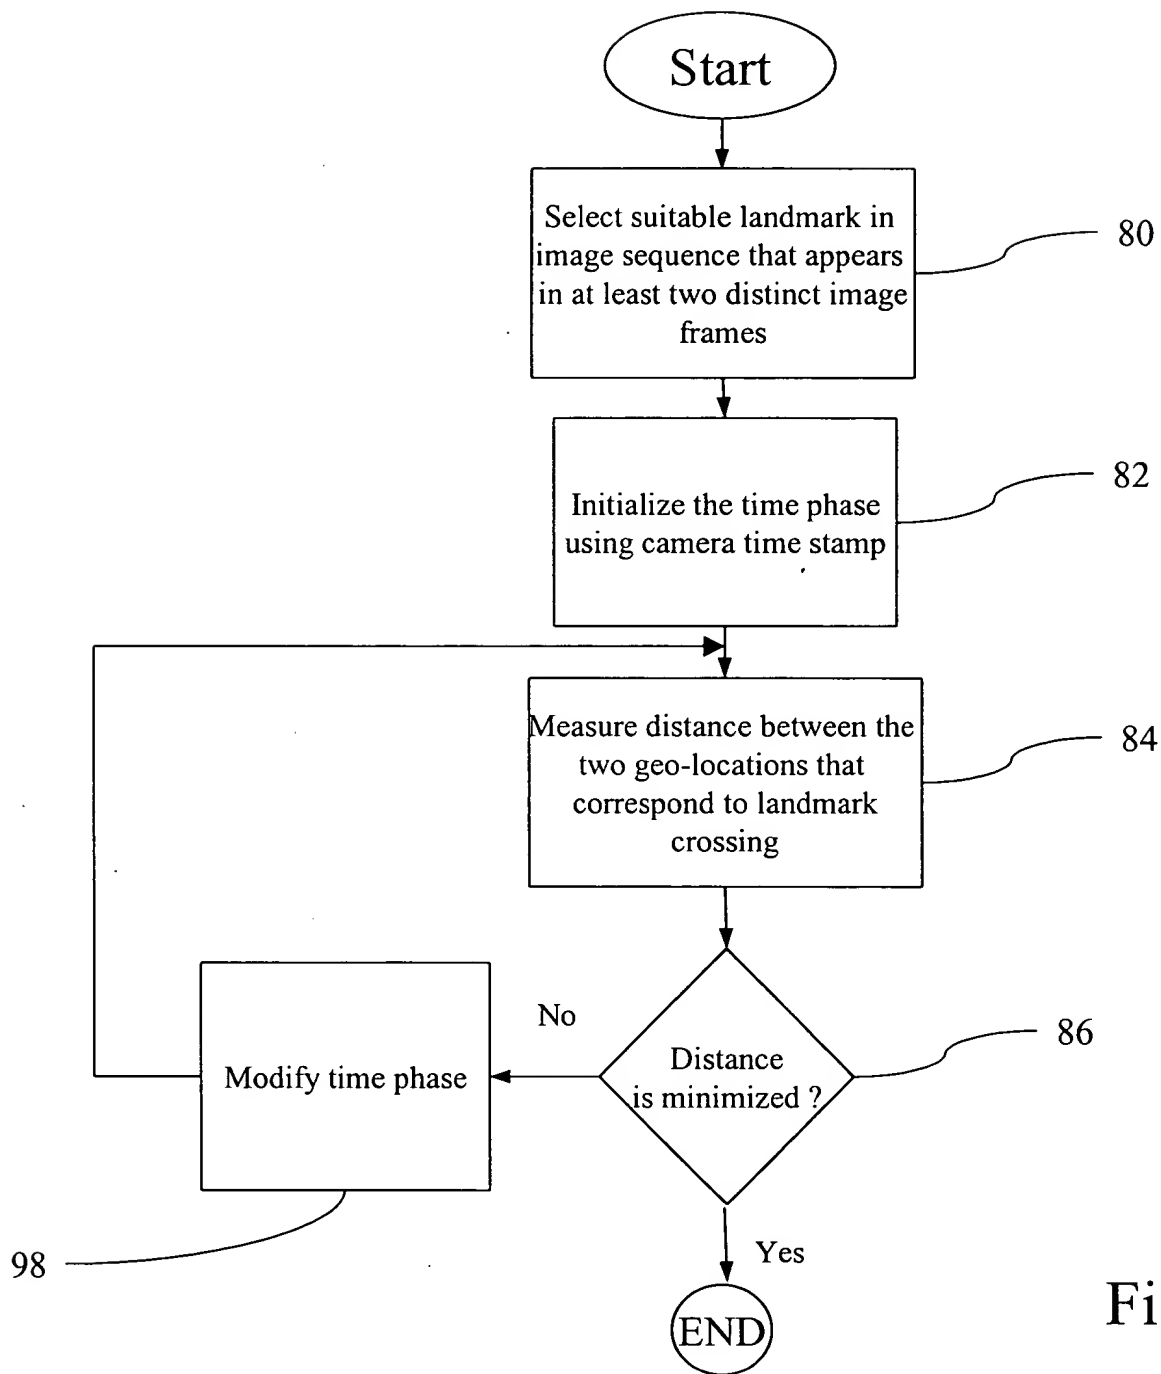 Start
Select suitable landmark in
image sequence that appears
in at least two distinct image
frames
80
Initialize the time phase
using camera time stamp
82
Measure distance between the
two geo-locations that
correspond to landmark
crossing
84
No
86
Distance
is minimized ?
Modify time phase
98
Yes
END
Fi